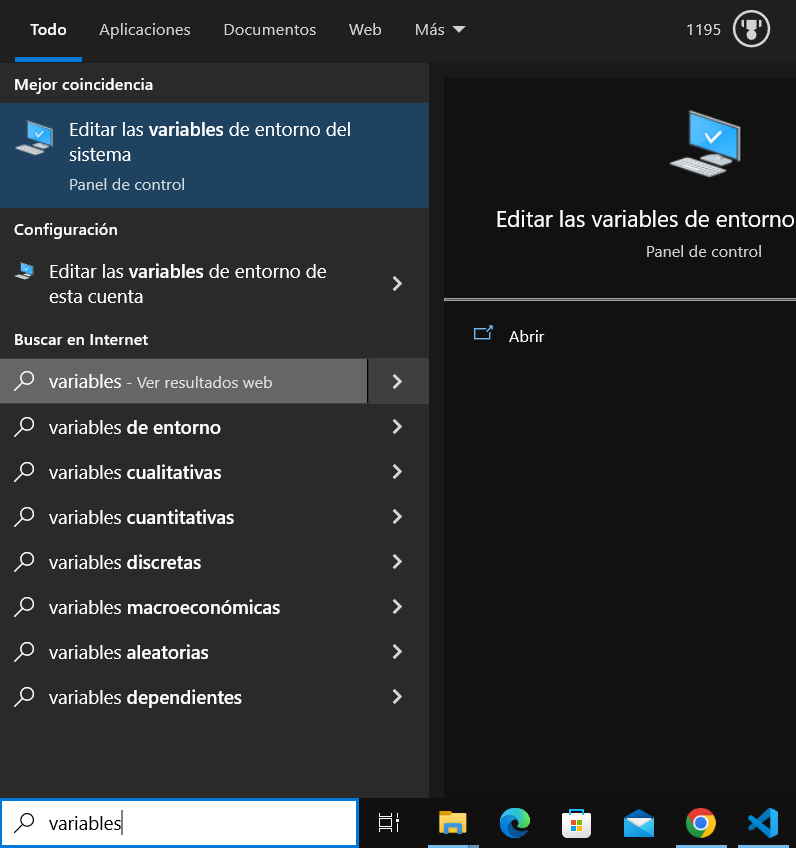 Todo Aplicaciones Documentos Web Más 1195
Mejor coincidencia
Editar las variables de entorno del
sistema
Panel de control
Configuración
Editar las variables de entorno de
esta cuenta
Buscar en Internet
variables - Ver resultados web
variables de entorno
variables cualitativas
variables cuantitativas
variables discretas
variables macroeconómicas
variables aleatorias
variables dependientes
Editar las variables de entorno
Panel de control
Abrir
variables